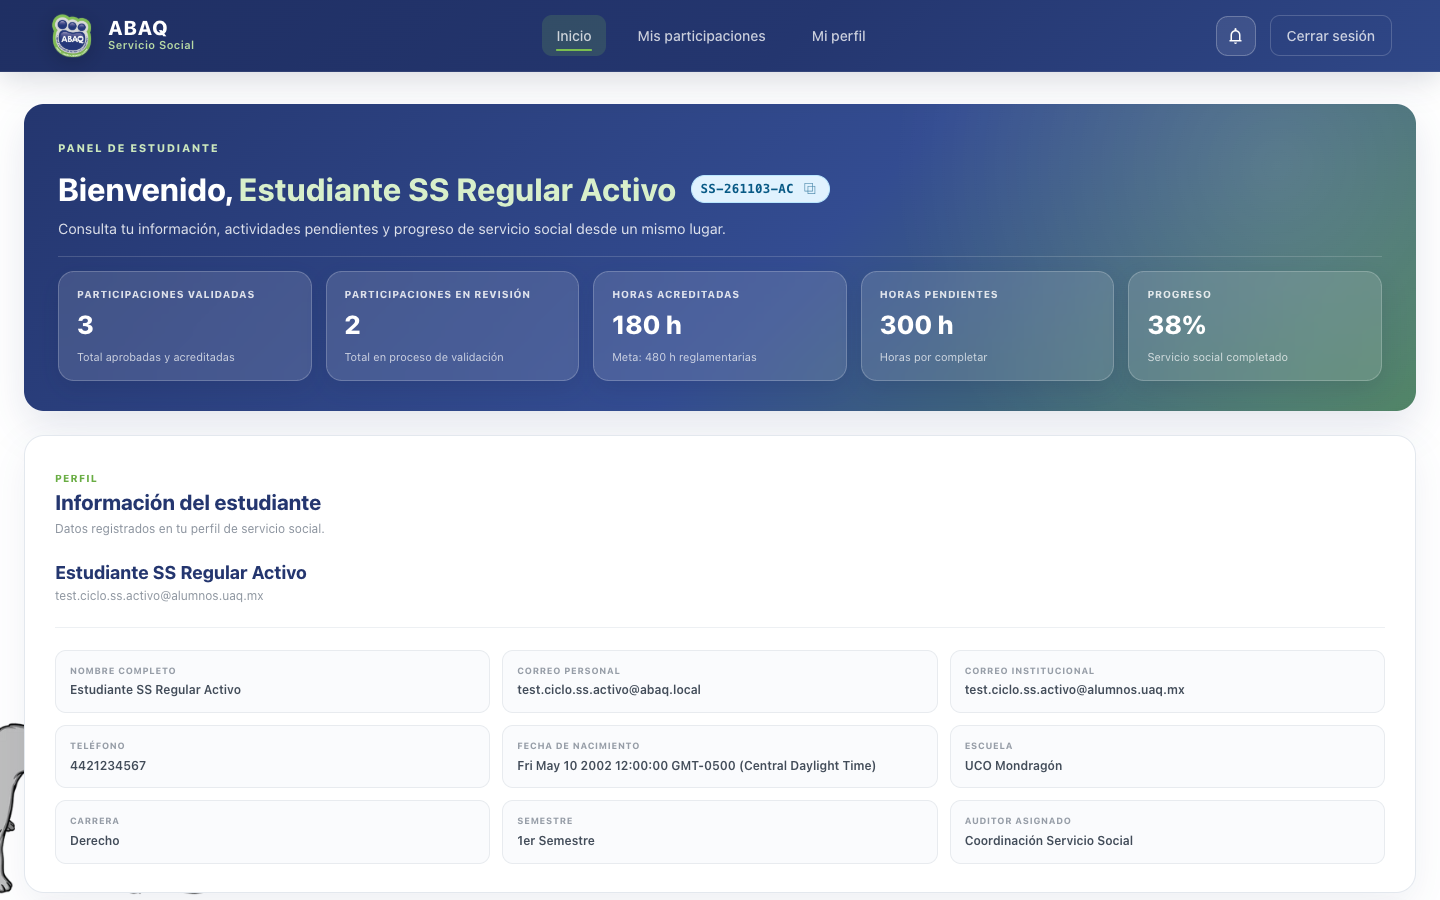 ABAQ
ABAQ
Servicio Social
Inicio
Mis participaciones
Mi perfil
Cerrar sesión
PANEL DE ESTUDIANTE
Bienvenido, Estudiante SS Regular Activo
SS-261103-AC
Consulta tu información, actividades pendientes y progreso de servicio social desde un mismo lugar.
PARTICIPACIONES VALIDADAS
3
Total aprobadas y acreditadas
PARTICIPACIONES EN REVISIÓN
2
Total en proceso de validación
HORAS ACREDITADAS
180 h
Meta: 480 h reglamentarias
HORAS PENDIENTES
300 h
Horas por completar
PROGRESO
38%
Servicio social completado
PERFIL
Información del estudiante
Datos registrados en tu perfil de servicio social.
Estudiante SS Regular Activo
test.ciclo.ss.activo@alumnos.uaq.mx
NOMBRE COMPLETO
Estudiante SS Regular Activo
CORREO PERSONAL
test.ciclo.ss.activo@abaq.local
CORREO INSTITUCIONAL
test.ciclo.ss.activo@alumnos.uaq.mx
TELÉFONO
4421234567
FECHA DE NACIMIENTO
Fri May 10 2002 12:00:00 GMT-0500 (Central Daylight Time)
ESCUELA
UCO Mondragón
CARRERA
Derecho
SEMESTRE
1er Semestre
AUDITOR ASIGNADO
Coordinación Servicio Social